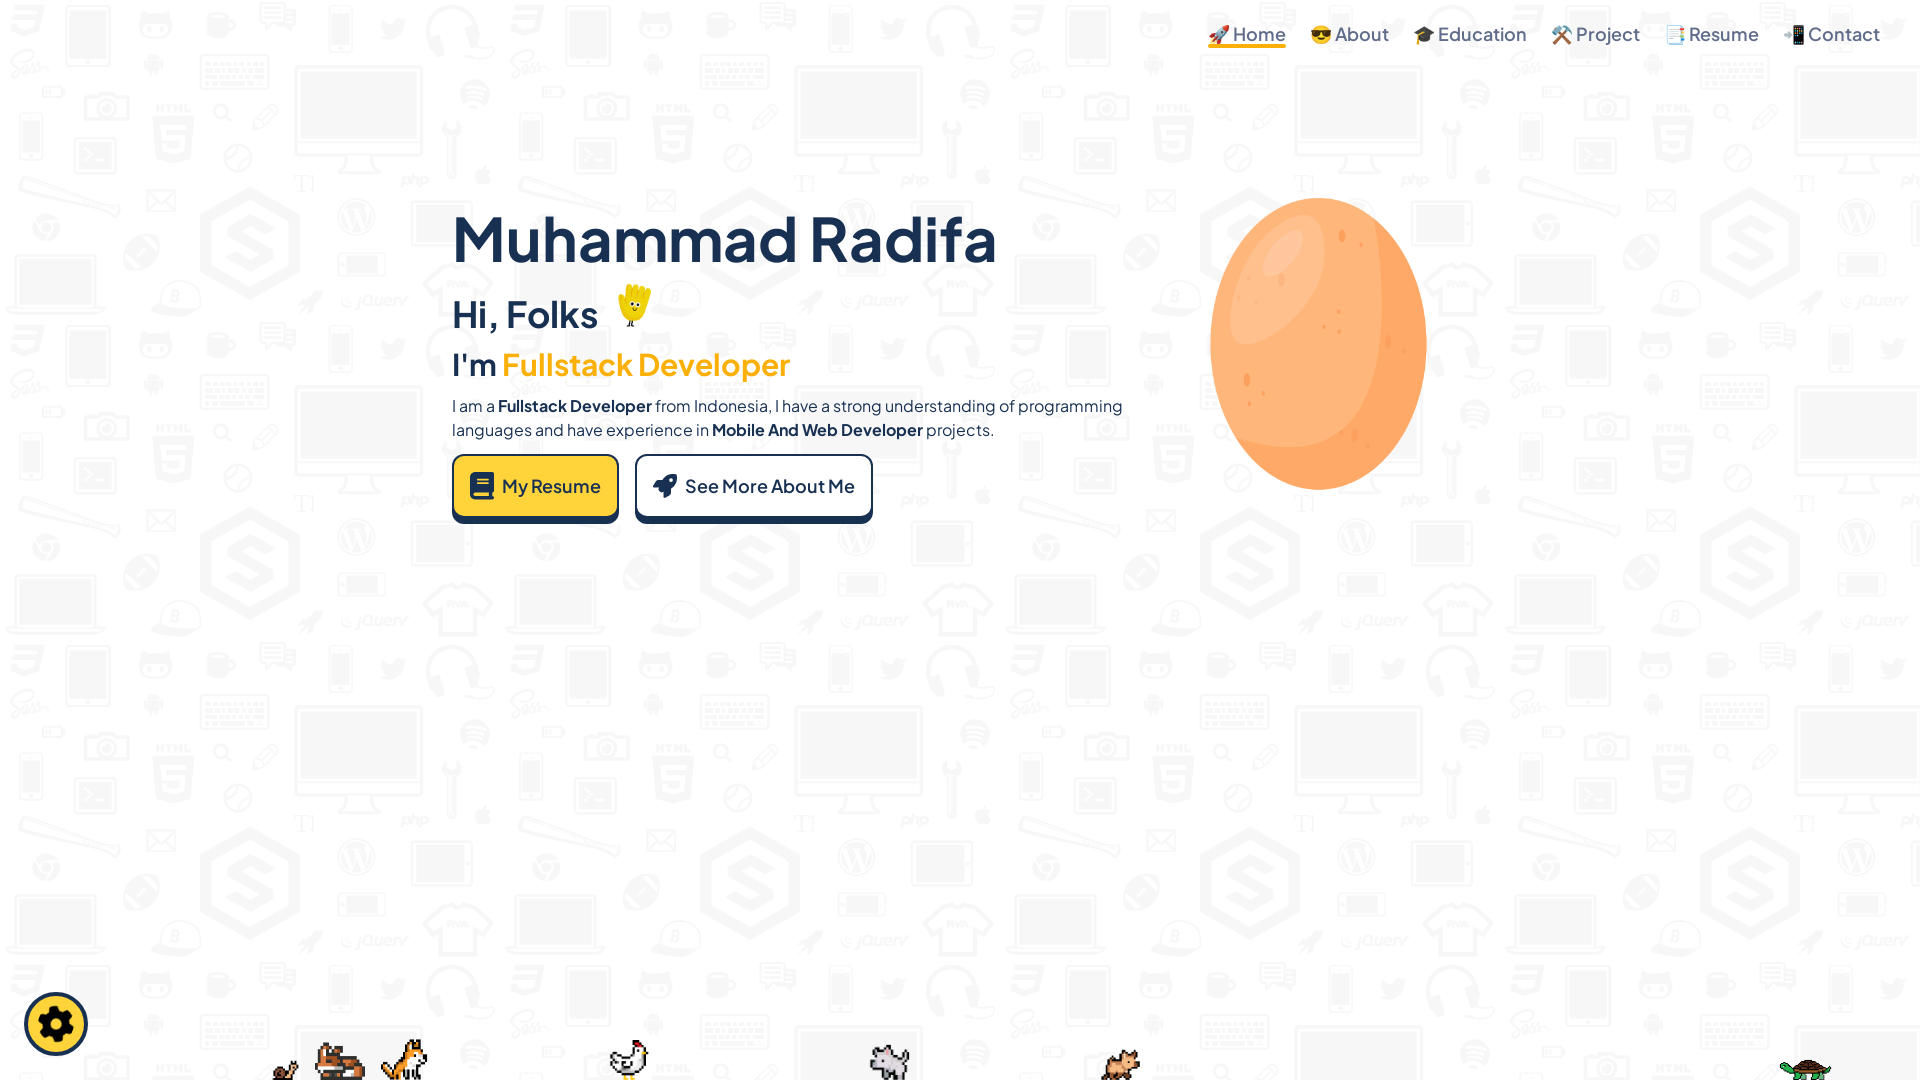 🚀 Home 😎 About 🎓 Education ⚒️ Project 📑 Resume 📲 Contact
Muhammad Radifa
Hi, Folks
I'm Fullstack Developer
I am a Fullstack Developer from Indonesia, I have a strong understanding of programming
languages and have experience in Mobile And Web Developer projects.
My Resume See More About Me